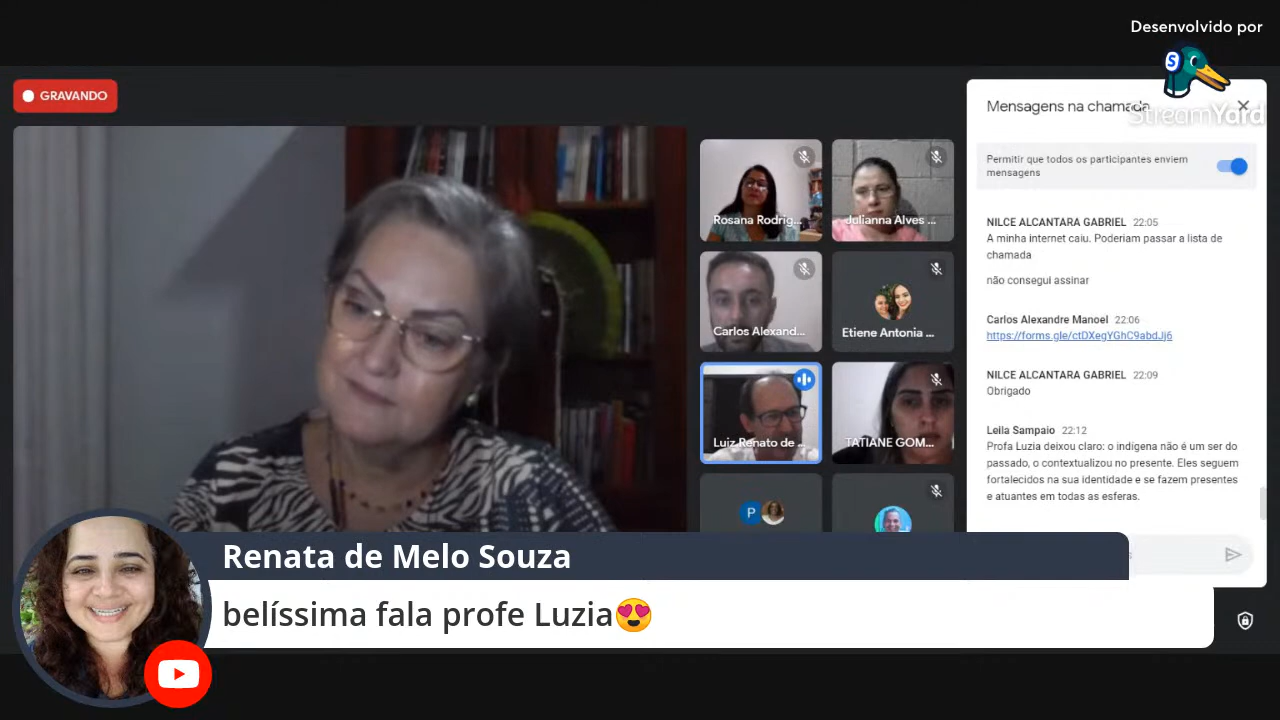 Desenvolvido por
StreamYard
GRAVANDO
Mensagens na chamada
Permitir que todos os participantes enviem
mensagens
Rosana Rodrig...
Julianna Alves ...
Carlos Alexand...
Etiene Antonia ...
Luiz Renato de ...
TATIANE GOM...
P
NILCE ALCANTARA GABRIEL 22:05
A minha internet caiu. Poderiam passar a lista de
chamada
não consegui assinar
Carlos Alexandre Manoel 22:06
https://forms.gle/ctDXegYGhC9abdJj6
NILCE ALCANTARA GABRIEL 22:09
Obrigado
Leila Sampaio 22:12
Profa Luzia deixou claro: o indígena não é um ser do
passado, o contextualizou no presente. Eles seguem
fortalecidos na sua identidade e se fazem presentes
e atuantes em todas as esferas.
Renata de Melo Souza
belíssima fala profe Luzia😍